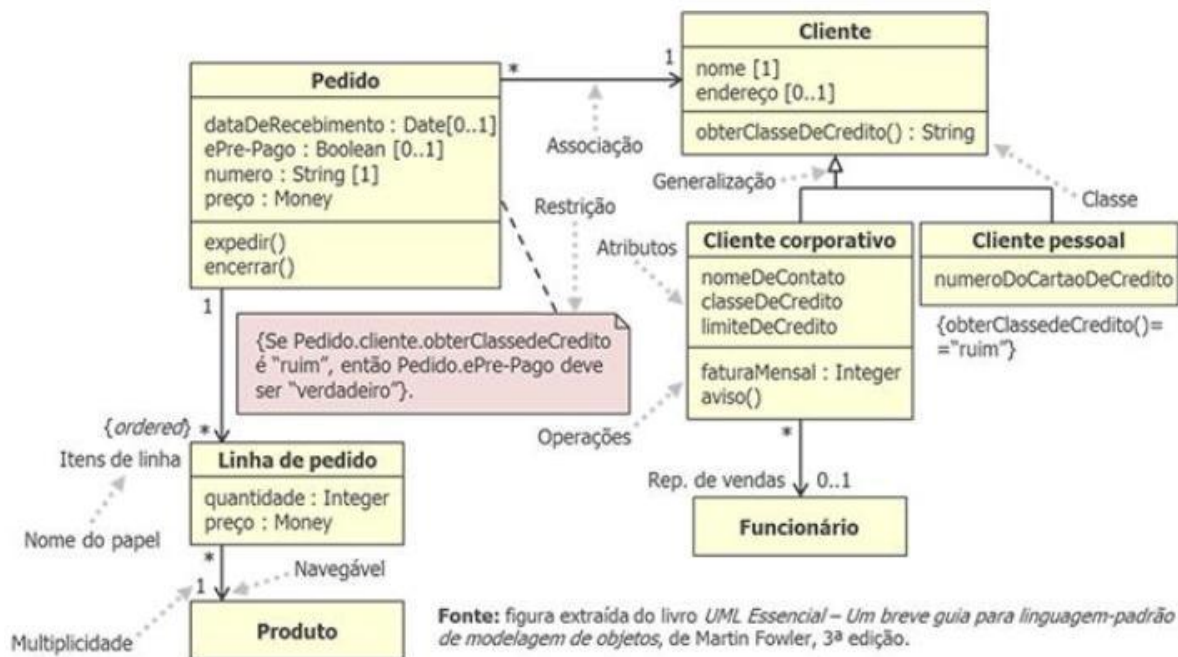 Cliente
nome [1]
endereço [0..1]
obterClasseDeCredito() : String
*
1
Pedido
dataDeRecebimento : Date[0..1]
ePre-Pago : Boolean [0..1]
numero : String [1]
preço : Money
expedir()
encerrar()
Associação
Generalização
Classe
Restrição
Atributos
Cliente corporativo
nomeDeContato
classeDeCredito
limiteDeCredito
faturaMensal : Integer
aviso()
Cliente pessoal
numeroDoCartaoDeCredito
{obterClassedeCredito()=
="ruim"}
1
{Se Pedido.cliente.obterClassedeCredito
é “ruim”, então Pedido.ePre-Pago deve
ser “verdadeiro”}.
Operações
{ordered}
*
Itens de linha
Linha de pedido
quantidade : Integer
preço : Money
Nome do papel
*
Rep. de vendas
0..1
Funcionário
*
1
Navegável
Multiplicidade
Produto
Fonte: figura extraída do livro UML Essencial – Um breve guia para linguagem-padrão
de modelagem de objetos, de Martin Fowler, 3ª edição.